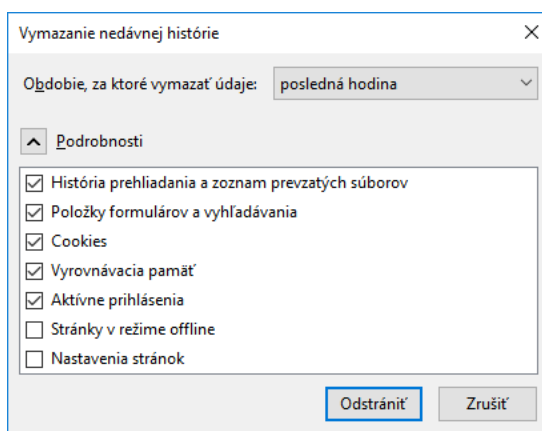 Vymazanie nedávnej histórie
Obdobie, za ktoré vymazať údaje: posledná hodina
Podrobnosti
História prehliadania a zoznam prevzatých súborov
Položky formulárov a vyhľadávania
Cookies
Vyrovnávacia pamäť
Aktívne prihlásenia
Stránky v režime offline
Nastavenia stránok
Odstrániť Zrušiť